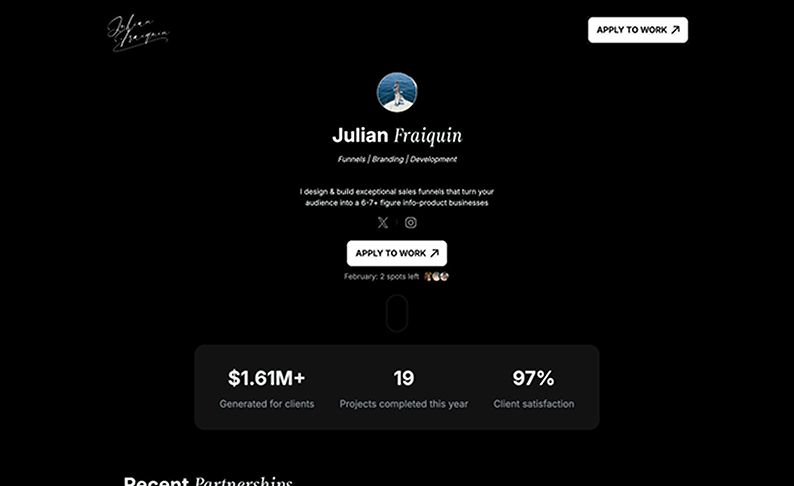 Julian
Fraiquin
APPLY TO WORK
Julian Fraiquin
Funnels | Branding | Development
I design & build exceptional sales funnels that turn your
audience into a 6-7+ figure info-product businesses
APPLY TO WORK
February: 2 spots left
$1.61M+ 19 97%
Generated for clients Projects completed this year Client satisfaction
Recent Partnerships